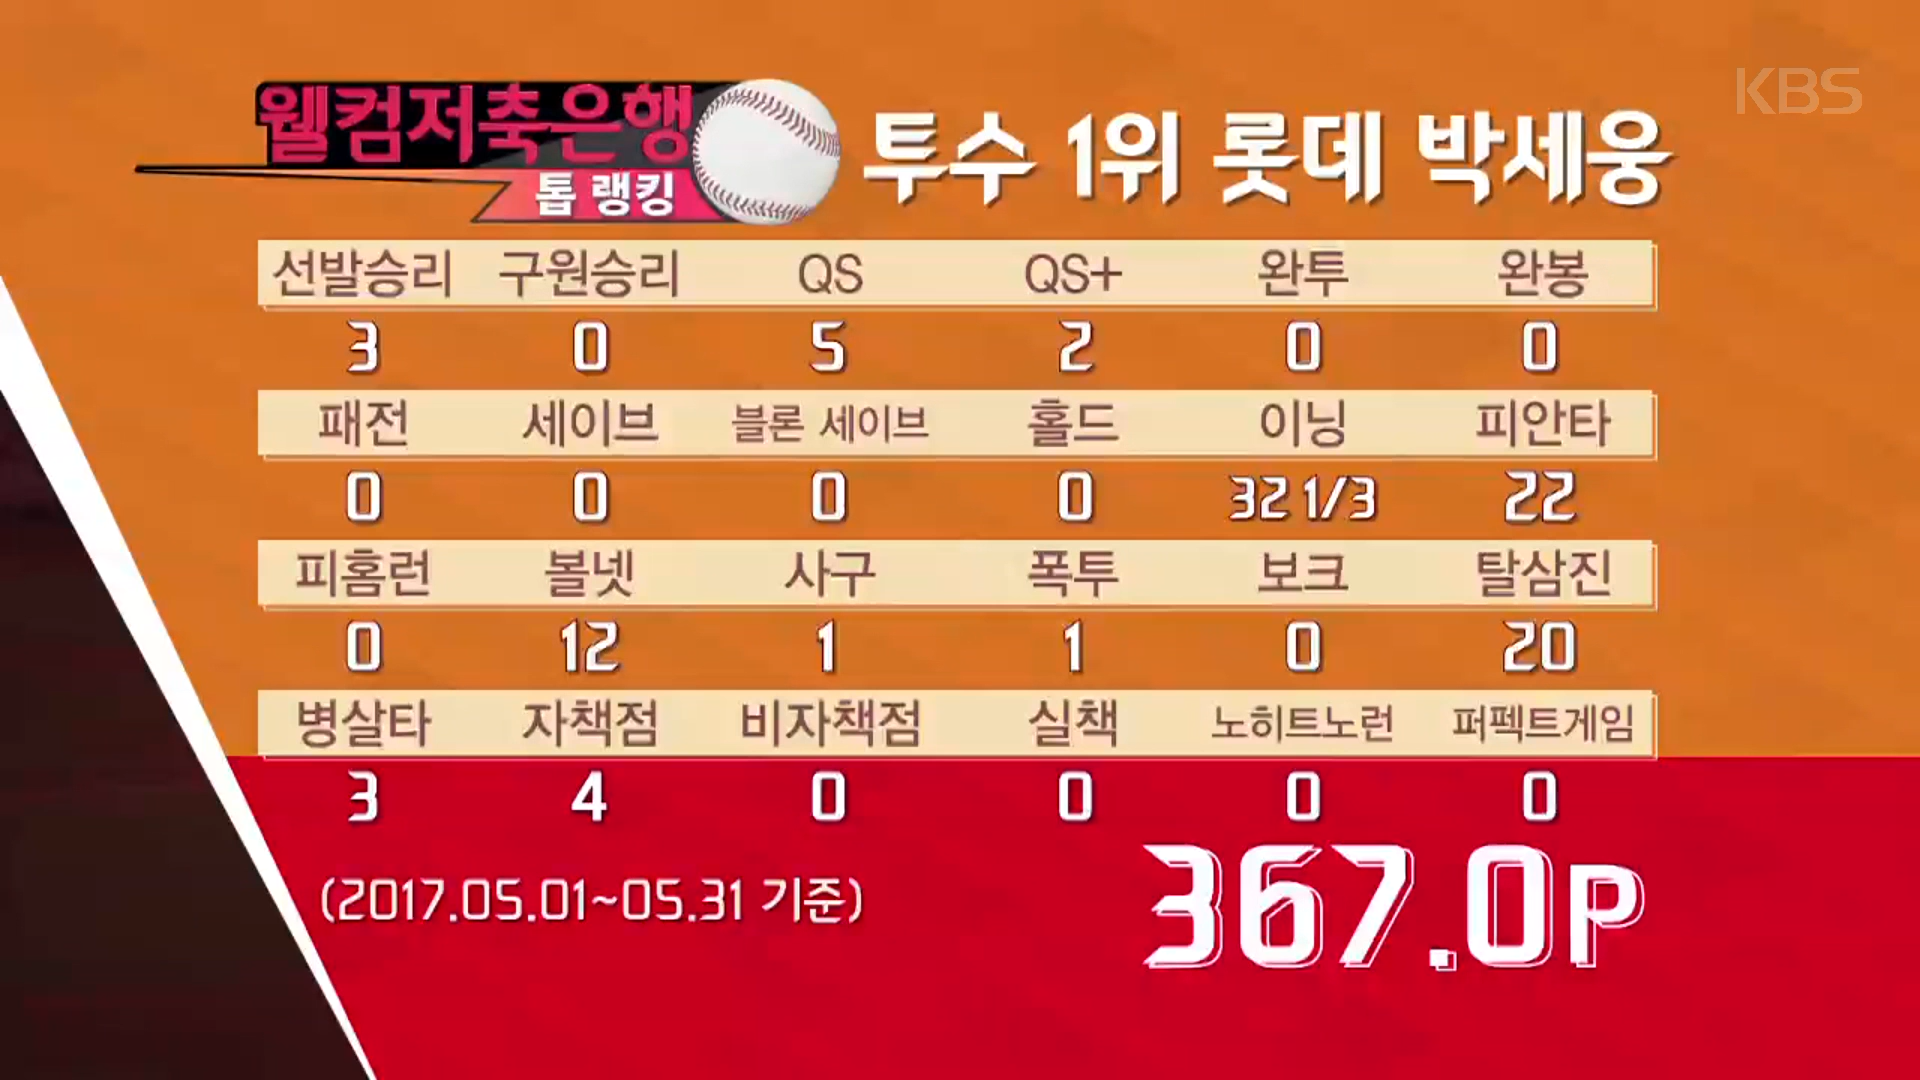 KBS
웰컴저축은행
톱 랭킹
투수 1위 롯데 박세웅
선발승리 구원승리 QS QS+ 완투 완봉
3 0 5 2 0 0
패전 세이브 블론 세이브 홀드 이닝 피안타
0 0 0 0 32 1/3 22
피홈런 볼넷 사구 폭투 보크 탈삼진
0 12 1 1 0 20
병살타 자책점 비자책점 실책 노히트노런 퍼펙트게임
3 4 0 0 0 0
(2017.05.01~05.31 기준)
367.0P